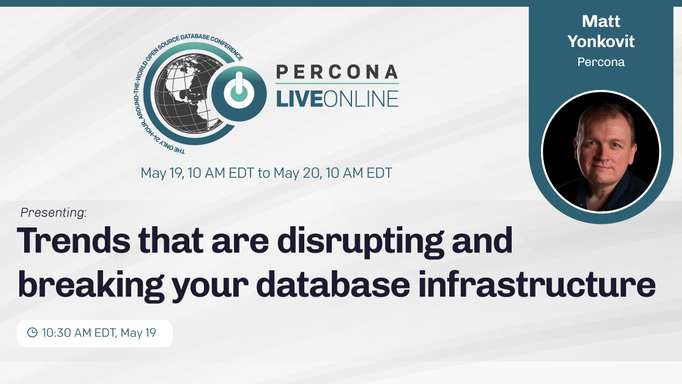 THE ONLY 24-HOUR, AROUND-THE-WORLD OPEN SOURCE DATABASE CONFERENCE
PERCONA
LIVEONLINE
May 19, 10 AM EDT to May 20, 10 AM EDT
Matt
Yonkovit
Percona
Presenting:
Trends that are disrupting and
breaking your database infrastructure
10:30 AM EDT, May 19